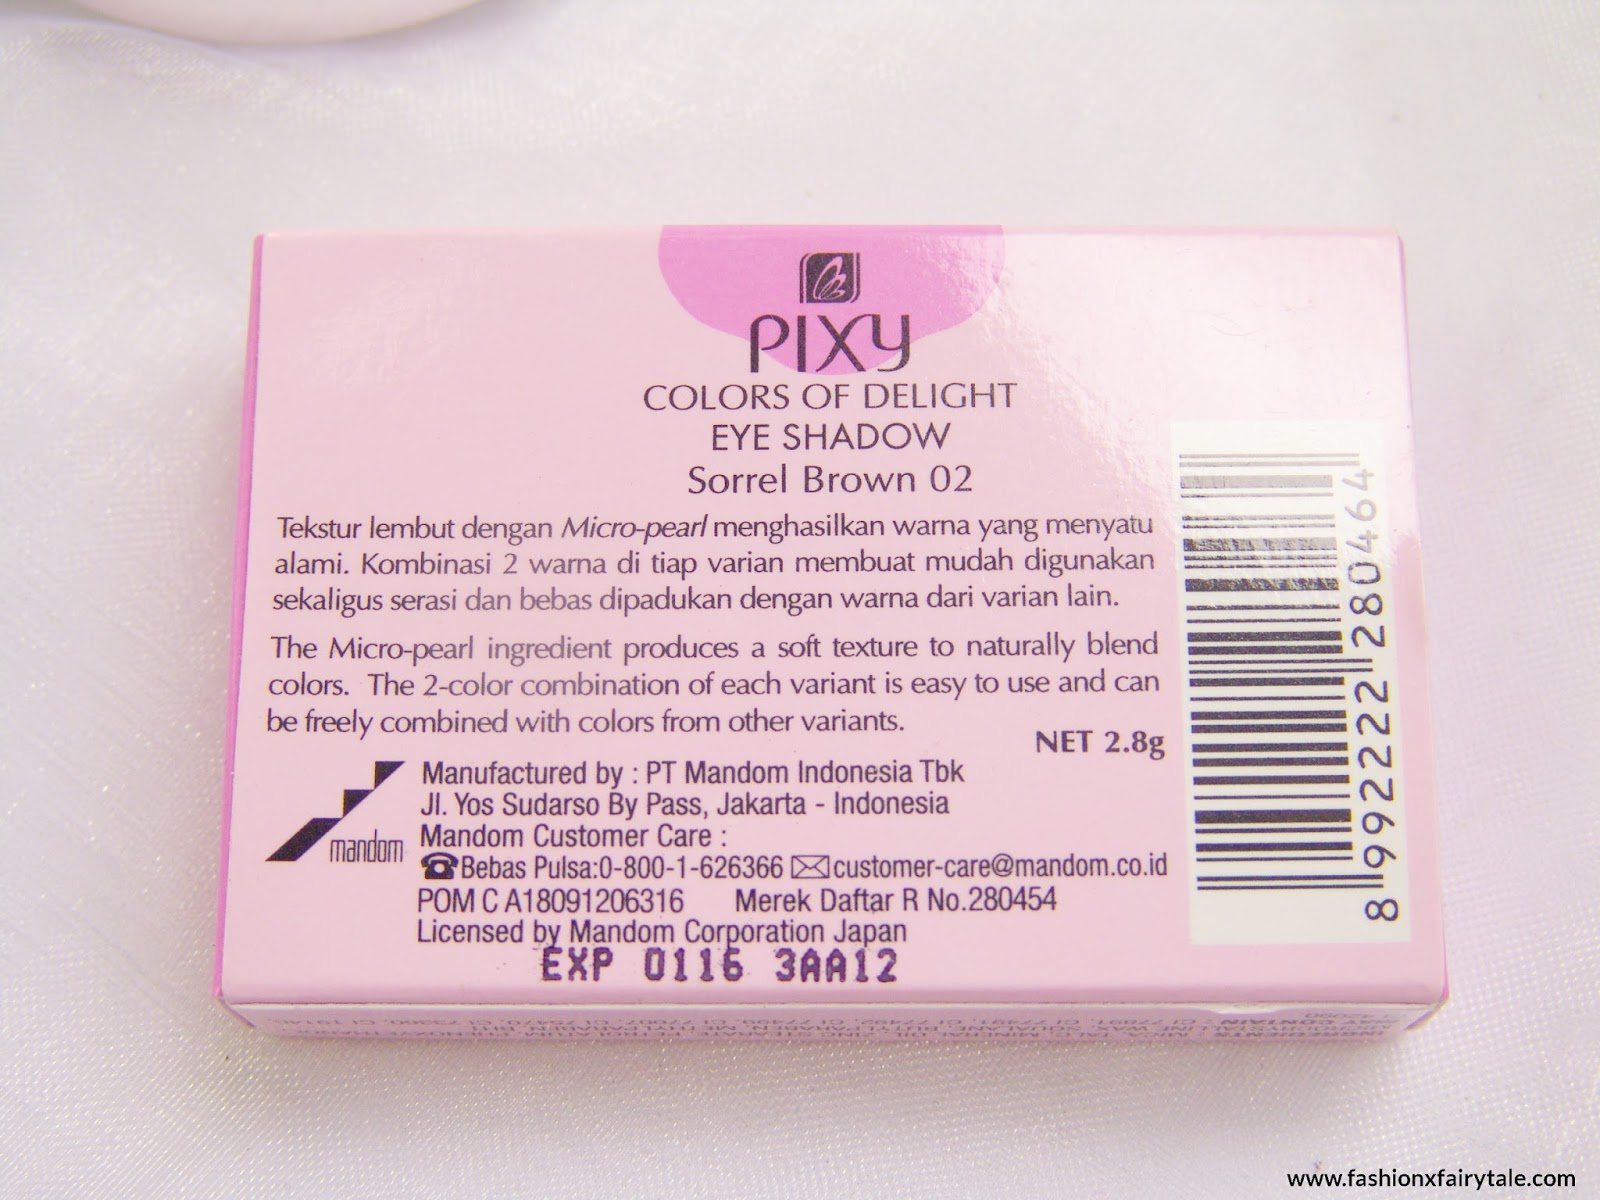 PIXY
COLORS OF DELIGHT
EYE SHADOW
Sorrel Brown 02
Tekstur lembut dengan Micro-pearl menghasilkan warna yang menyatu
alami. Kombinasi 2 warna di tiap varian membuat mudah digunakan
sekaligus serasi dan bebas dipadukan dengan warna dari varian lain.
The Micro-pearl ingredient produces a soft texture to naturally blend
colors. The 2-color combination of each variant is easy to use and can
be freely combined with colors from other variants.
NET 2.8g
mandom
Manufactured by : PT Mandom Indonesia Tbk
Jl. Yos Sudarso By Pass, Jakarta - Indonesia
Mandom Customer Care :
Bebas Pulsa:0-800-1-626366 customer-care@mandom.co.id
POM C A18091206316 Merek Daftar R No.280454
Licensed by Mandom Corporation Japan
EXP 0116 3AA12
8 992222 280464
www.fashionxfairytale.com